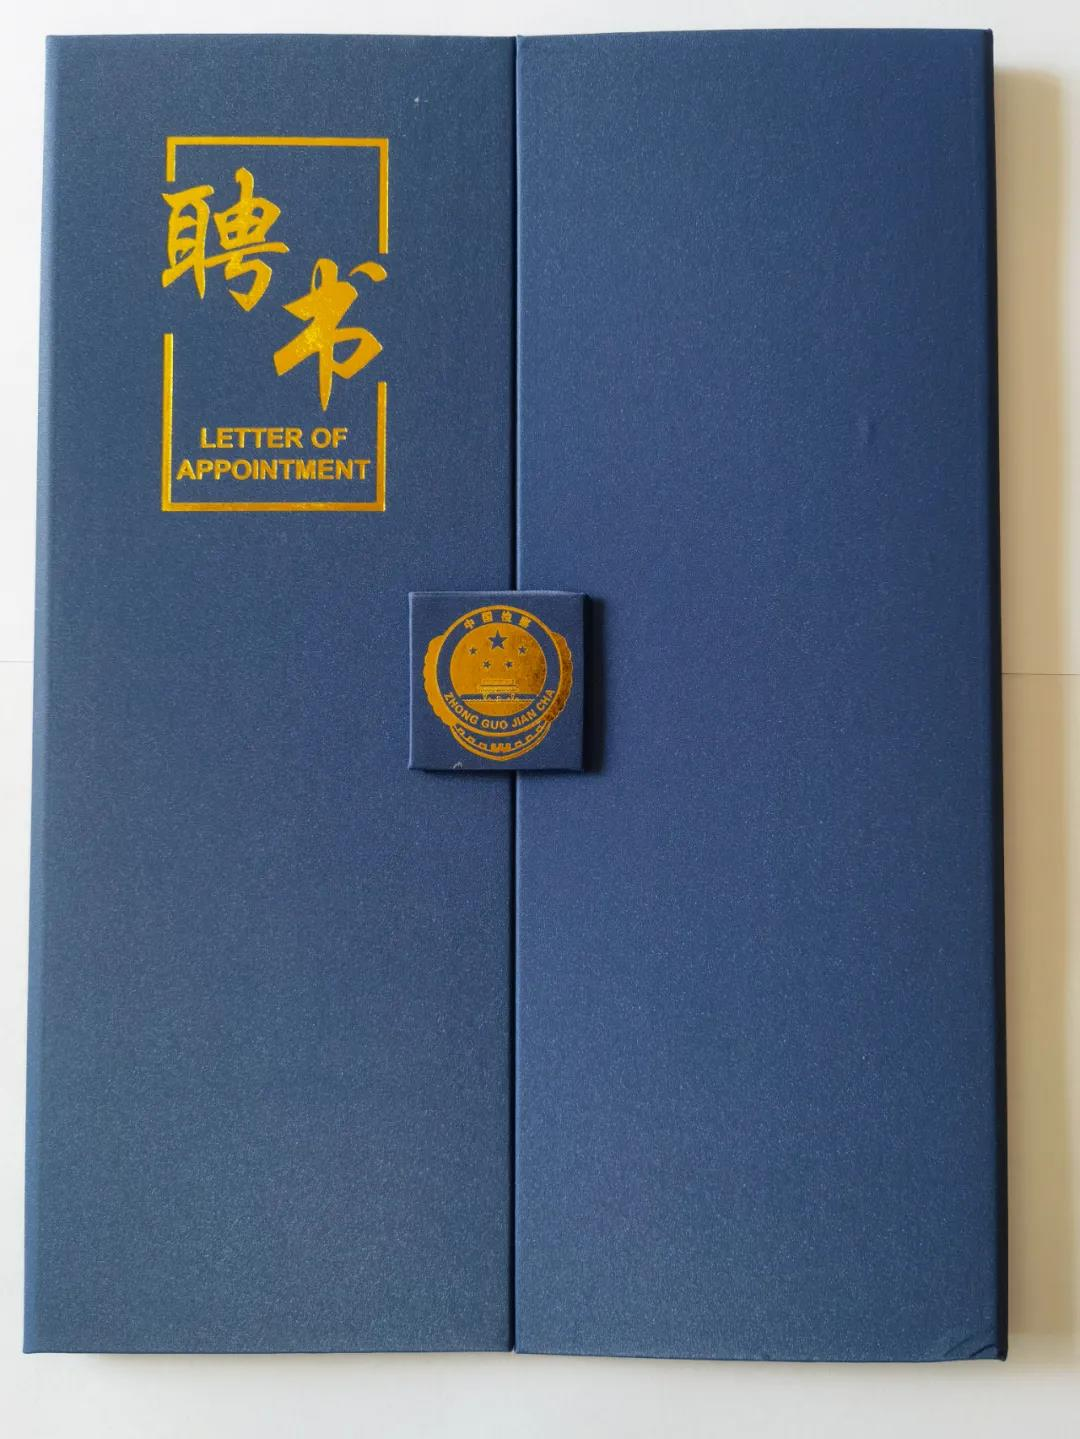 聘书
LETTER OF
APPOINTMENT
中国检察
ZHONG GUO JIAN CHA